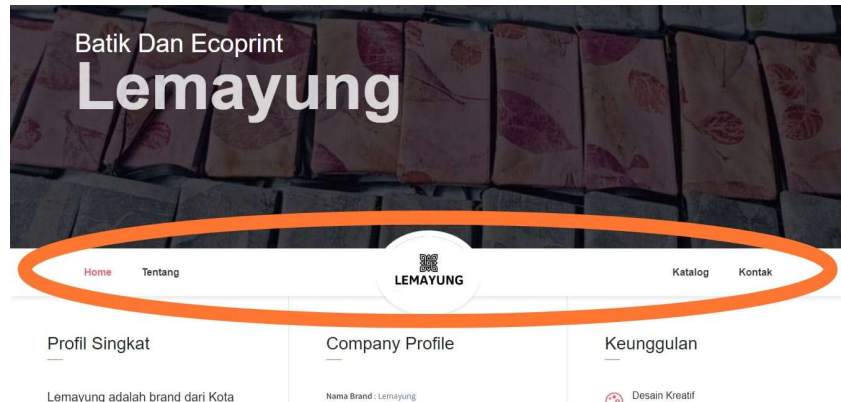 Batik Dan Ecoprint
Lemayung
Home Tentang LEMAYUNG Katalog Kontak
Profil Singkat
Lemayung adalah brand dari Kota
Company Profile
Nama Brand : Lemayung
Keunggulan
Desain Kreatif